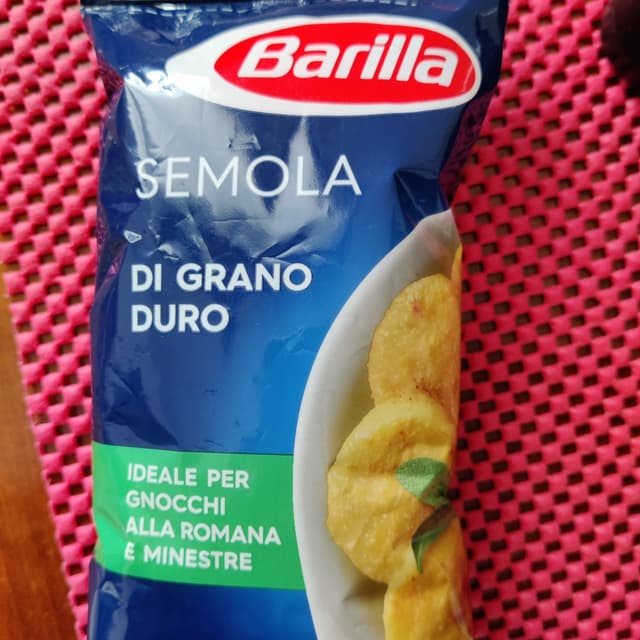 Barilla
SEMOLA
DI GRANO
DURO
IDEALE PER
GNOCCHI
ALLA ROMANA
E MINESTRE